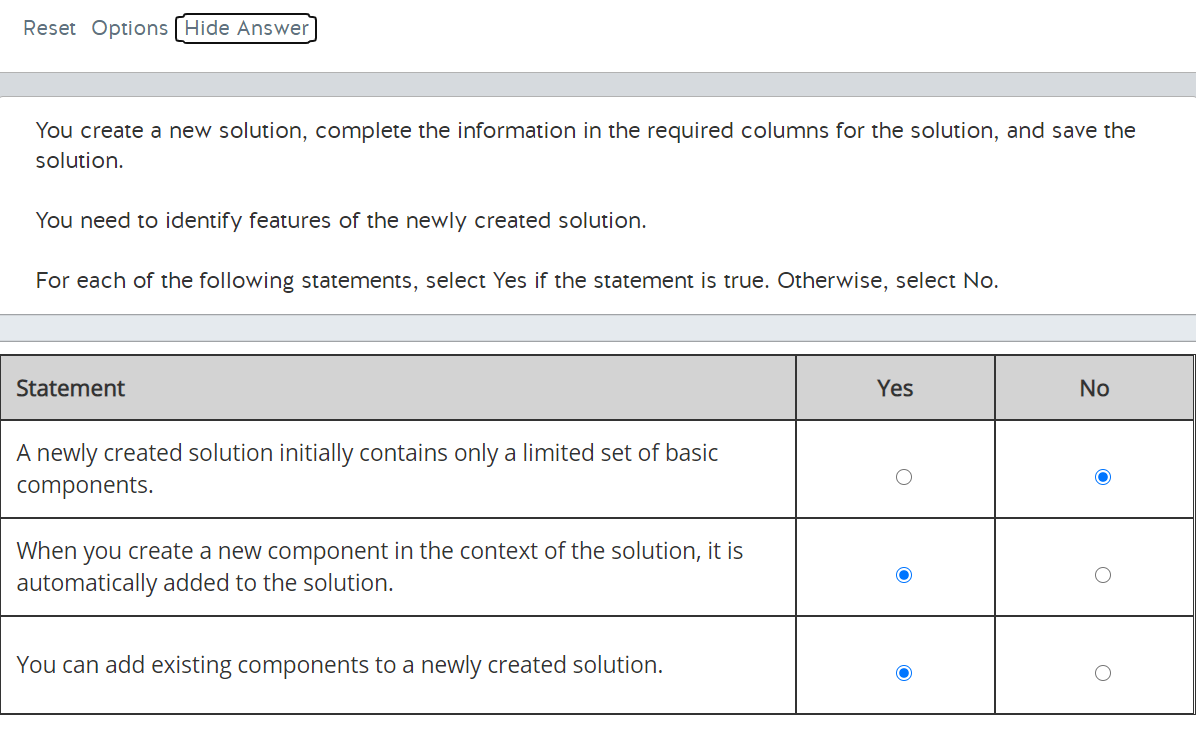 Reset Options Hide Answer
You create a new solution, complete the information in the required columns for the solution, and save the
solution.
You need to identify features of the newly created solution.
For each of the following statements, select Yes if the statement is true. Otherwise, select No.
Statement Yes No
A newly created solution initially contains only a limited set of basic
components.
When you create a new component in the context of the solution, it is
automatically added to the solution.
You can add existing components to a newly created solution.